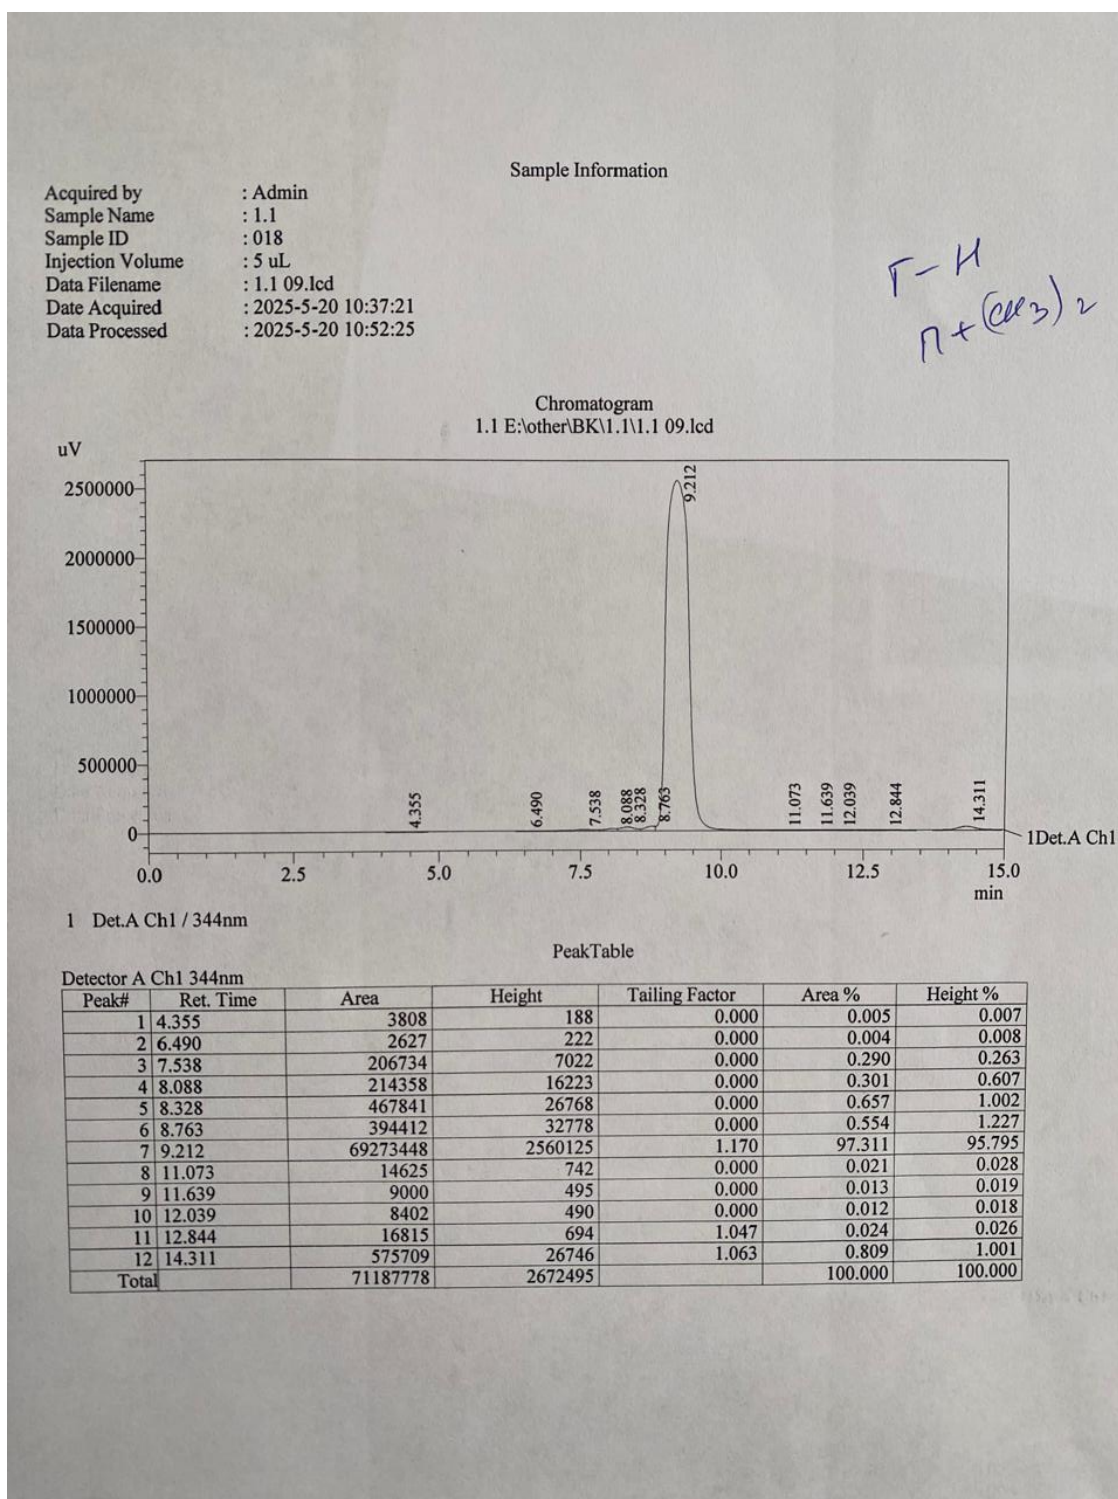 Sample Information
Acquired by : Admin
Sample Name : 1.1
Sample ID : 018
Injection Volume : 5 uL
Data Filename : 1.1 09.lcd
Date Acquired : 2025-5-20 10:37:21
Data Processed : 2025-5-20 10:52:25
Г-Н
П+(СН3)2
Chromatogram
1.1 E:\other\BK\1.1\1.1 09.lcd
uV
2500000
2000000
1500000
1000000
500000
0
9.212
4.355
6.490
7.538
8.088
8.328
8.763
11.073
11.639
12.039
12.844
14.311
1Det.A Ch1
0.0 2.5 5.0 7.5 10.0 12.5 15.0
min
1 Det.A Ch1 / 344nm
PeakTable
Detector A Ch1 344nm
Peak# Ret. Time Area Height Tailing Factor Area % Height %
1 4.355 3808 188 0.000 0.005 0.007
2 6.490 2627 222 0.000 0.004 0.008
3 7.538 206734 7022 0.000 0.290 0.263
4 8.088 214358 16223 0.000 0.301 0.607
5 8.328 467841 26768 0.000 0.657 1.002
6 8.763 394412 32778 0.000 0.554 1.227
7 9.212 69273448 2560125 1.170 97.311 95.795
8 11.073 14625 742 0.000 0.021 0.028
9 11.639 9000 495 0.000 0.013 0.019
10 12.039 8402 490 0.000 0.012 0.018
11 12.844 16815 694 1.047 0.024 0.026
12 14.311 575709 26746 1.063 0.809 1.001
Total 71187778 2672495 100.000 100.000